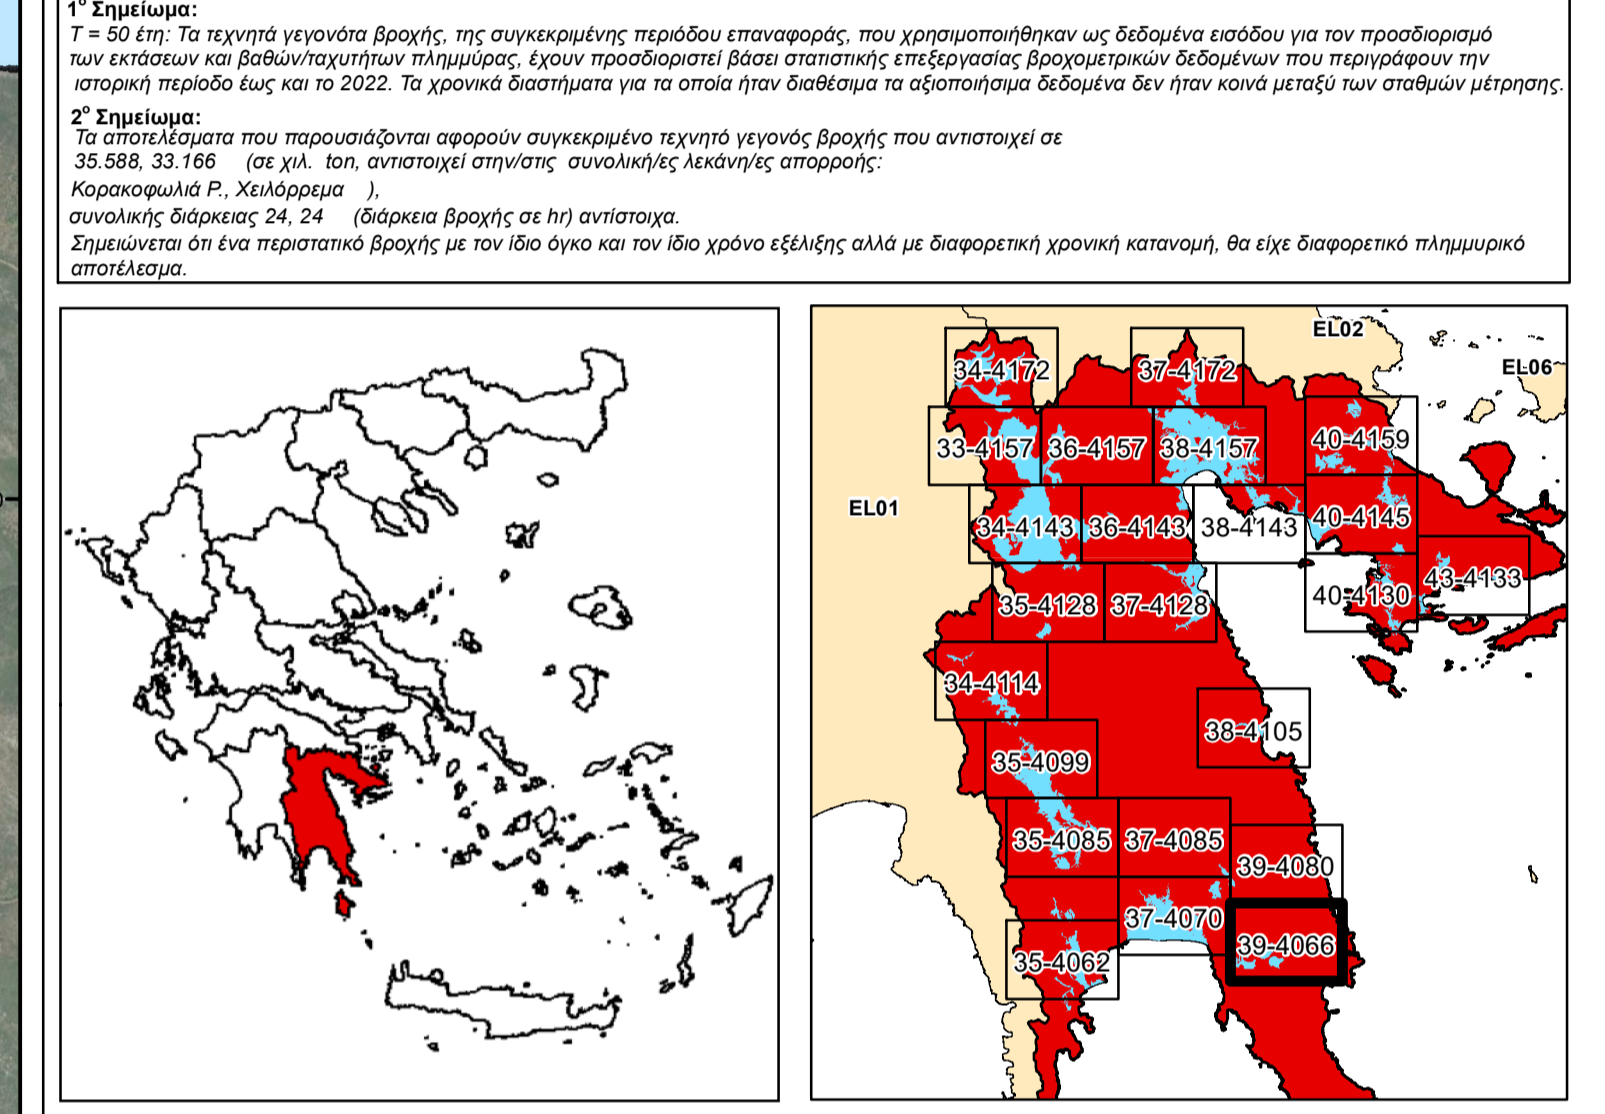 1ο Σημείωμα:
T = 50 έτη: Τα τεχνητά γεγονότα βροχής, της συγκεκριμένης περιόδου επαναφοράς, που χρησιμοποιήθηκαν ως δεδομένα εισόδου για τον προσδιορισμό
των εκτάσεων και βαθών/ταχυτήτων πλημμύρας, έχουν προσδιοριστεί βάσει στατιστικής επεξεργασίας βροχομετρικών δεδομένων που περιγράφουν την
ιστορική περίοδο έως και το 2022. Τα χρονικά διαστήματα για τα οποία ήταν διαθέσιμα τα αξιοποιήσιμα δεδομένα δεν ήταν κοινά μεταξύ των σταθμών μέτρησης.
2ο Σημείωμα:
Τα αποτελέσματα που παρουσιάζονται αφορούν συγκεκριμένο τεχνητό γεγονός βροχής που αντιστοιχεί σε
35.588, 33.166 (σε χιλ. ton, αντιστοιχεί στην/στις συνολική/ες λεκάνη/ες απορροής:
Κορακοφωλιά Ρ., Χειλόρρεμα ),
συνολικής διάρκειας 24, 24 (διάρκεια βροχής σε hr) αντίστοιχα.
Σημειώνεται ότι ένα περιστατικό βροχής με τον ίδιο όγκο και τον ίδιο χρόνο εξέλιξης αλλά με διαφορετική χρονική κατανομή, θα είχε διαφορετικό πλημμυρικό
αποτέλεσμα.
EL02
EL06
34-4172 37-4172
33-4157 36-4157 38-4157 40-4159
EL01
34-4143 36-4143 38-4143 40-4145
35-4128 37-4128 40-4130 43-4133
34-4114
38-4105
35-4099
35-4085 37-4085 39-4080
37-4070
39-4066
35-4062